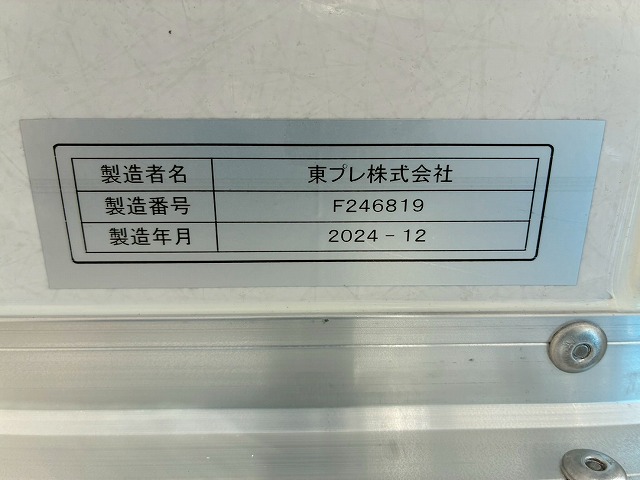 製造者名 東プレ株式会社
製造番号 F246819
製造年月 2024-12